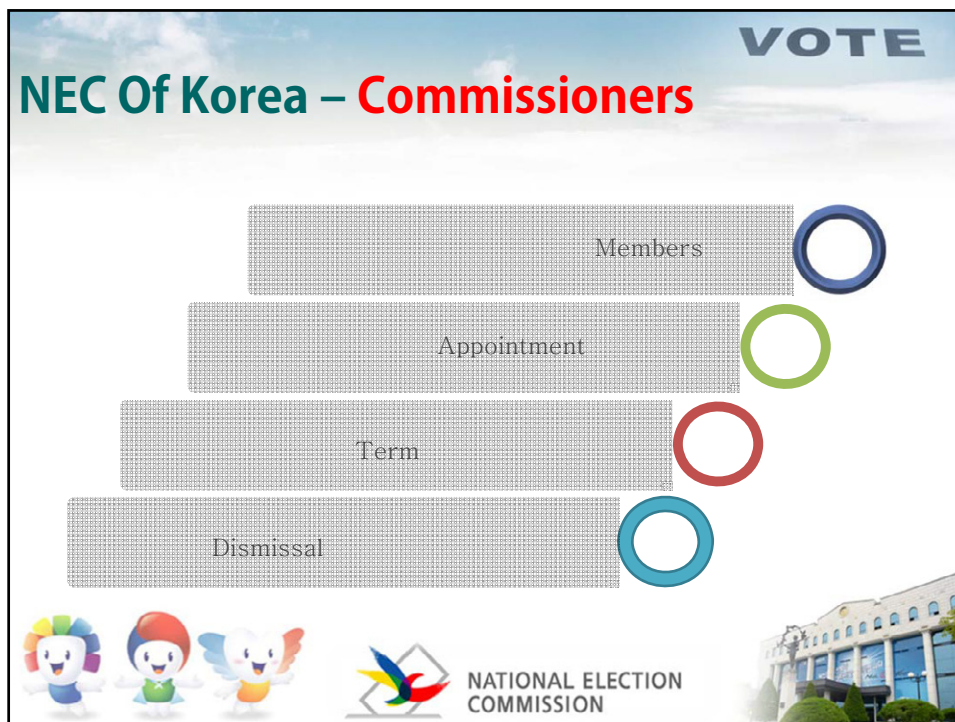 VOTE
NEC Of Korea – Commissioners
Members
Appointment
Term
Dismissal
NATIONAL ELECTION
COMMISSION